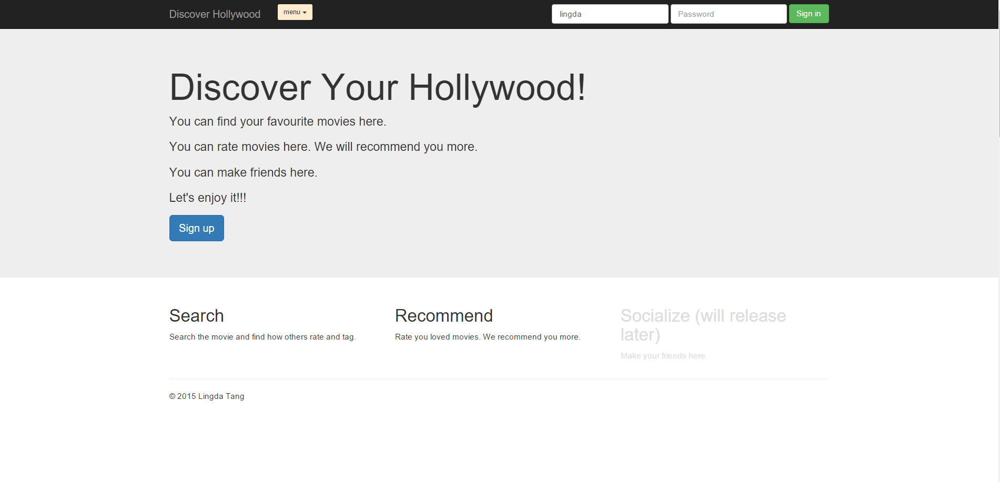 Discover Hollywood
menu
lingda
Password
Sign in
Discover Your Hollywood!
You can find your favourite movies here.
You can rate movies here. We will recommend you more.
You can make friends here.
Let's enjoy it!!!
Sign up
Search
Search the movie and find how others rate and tag.
Recommend
Rate you loved movies. We recommend you more.
Socialize (will release
later)
Make your friends here.
© 2015 Lingda Tang